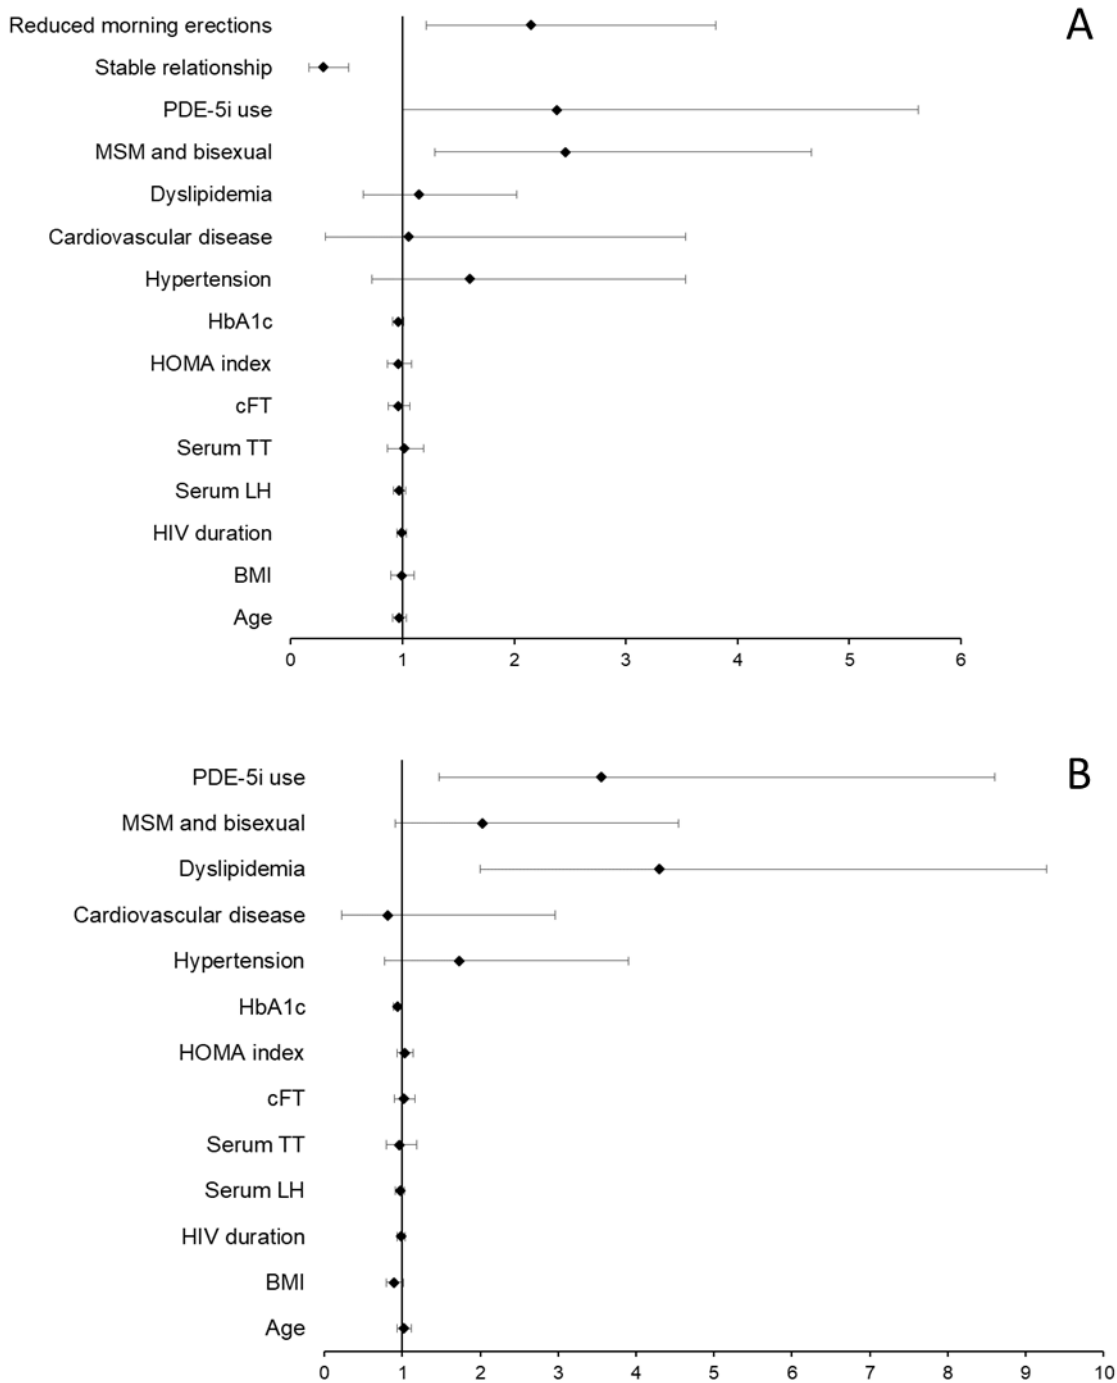 A
Reduced morning erections
Stable relationship
PDE-5i use
MSM and bisexual
Dyslipidemia
Cardiovascular disease
Hypertension
HbA1c
HOMA index
cFT
Serum TT
Serum LH
HIV duration
BMI
Age
0 1 2 3 4 5 6
B
PDE-5i use
MSM and bisexual
Dyslipidemia
Cardiovascular disease
Hypertension
HbA1c
HOMA index
cFT
Serum TT
Serum LH
HIV duration
BMI
Age
0 1 2 3 4 5 6 7 8 9 10